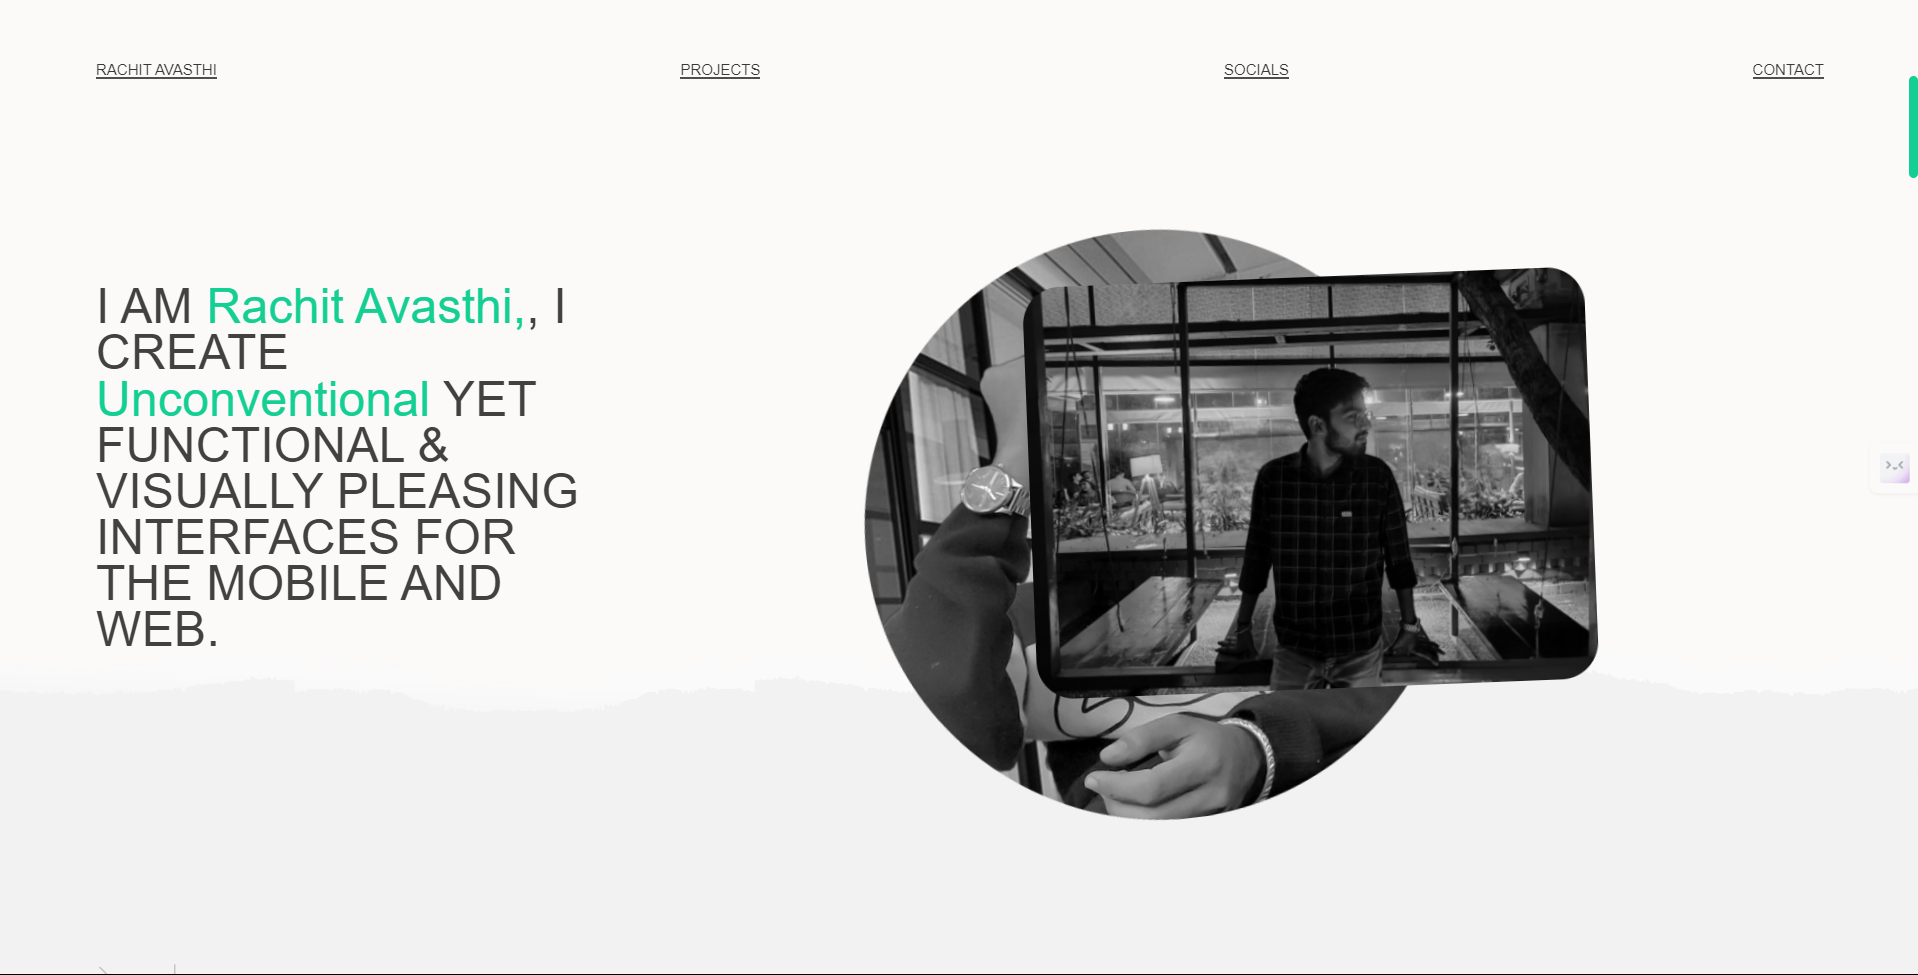 RACHIT AVASTHI
PROJECTS
SOCIALS
CONTACT
I AM Rachit Avasthi,, I
CREATE
Unconventional YET
FUNCTIONAL &
VISUALLY PLEASING
INTERFACES FOR
THE MOBILE AND
WEB.